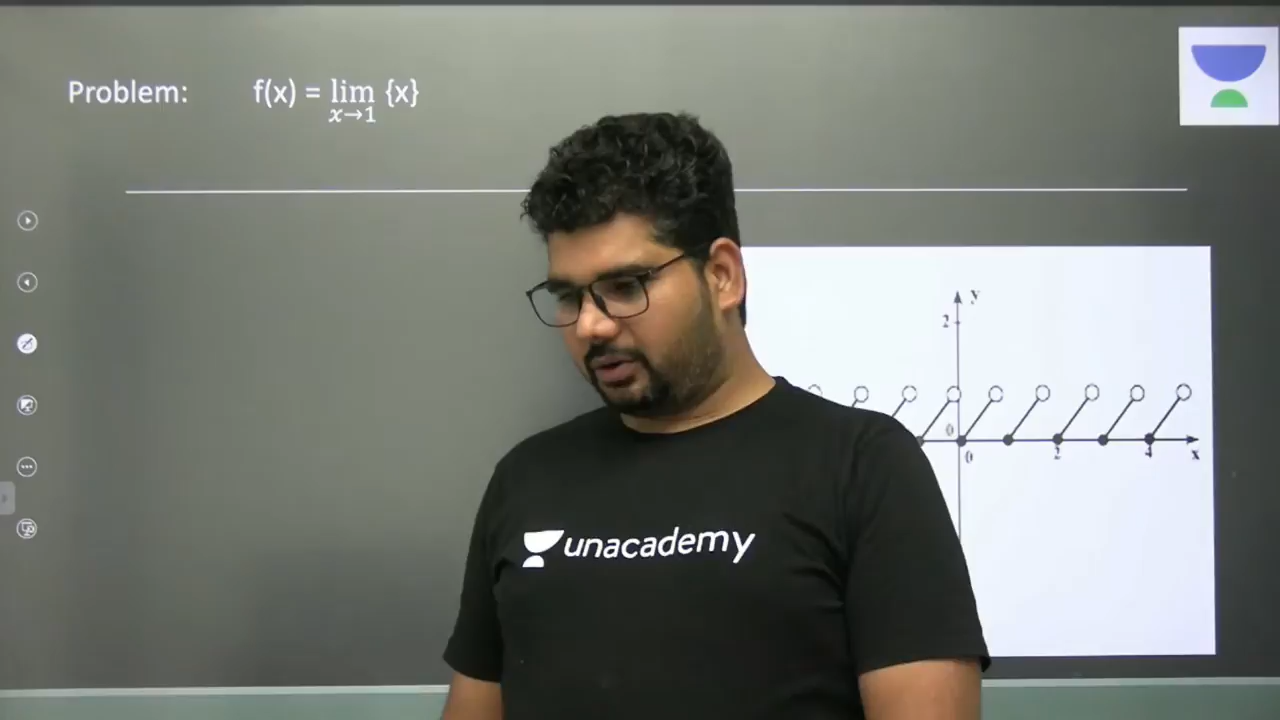 Problem: f(x) = lim {x}
x→1
y
2
0
0 2 4 x
unacademy